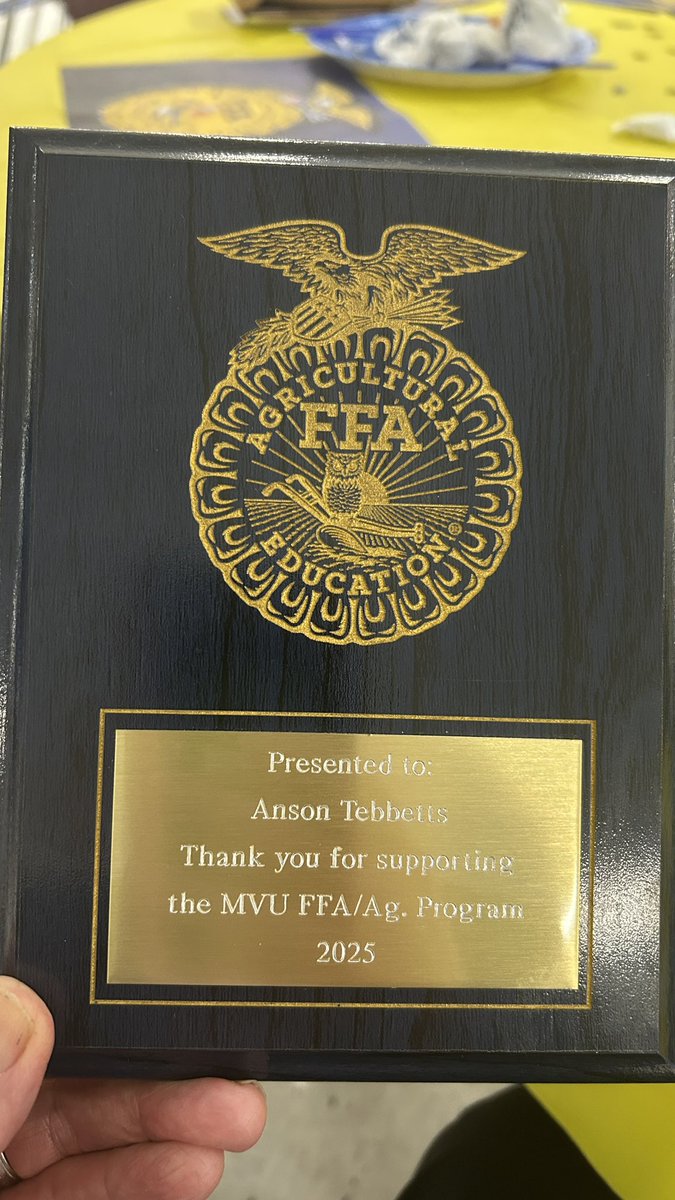 AGRICULTURAL
FFA
EDUCATION®
Presented to:
Anson Tebbetts
Thank you for supporting
the MVU FFA/Ag. Program
2025